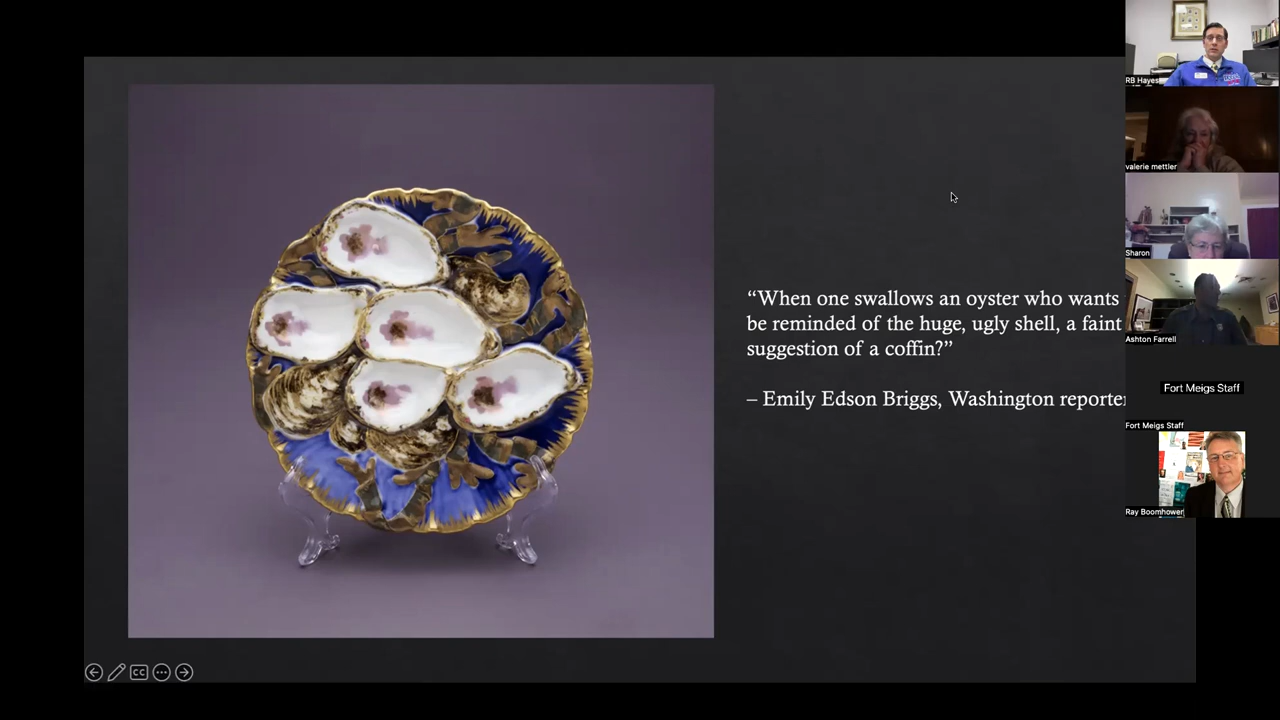 “When one swallows an oyster who wants
be reminded of the huge, ugly shell, a faint
suggestion of a coffin?”
– Emily Edson Briggs, Washington reporter
RB Hayes
valerie mettler
Sharon
Ashton Farrell
Fort Meigs Staff
Fort Meigs Staff
Ray Boomhower
CC